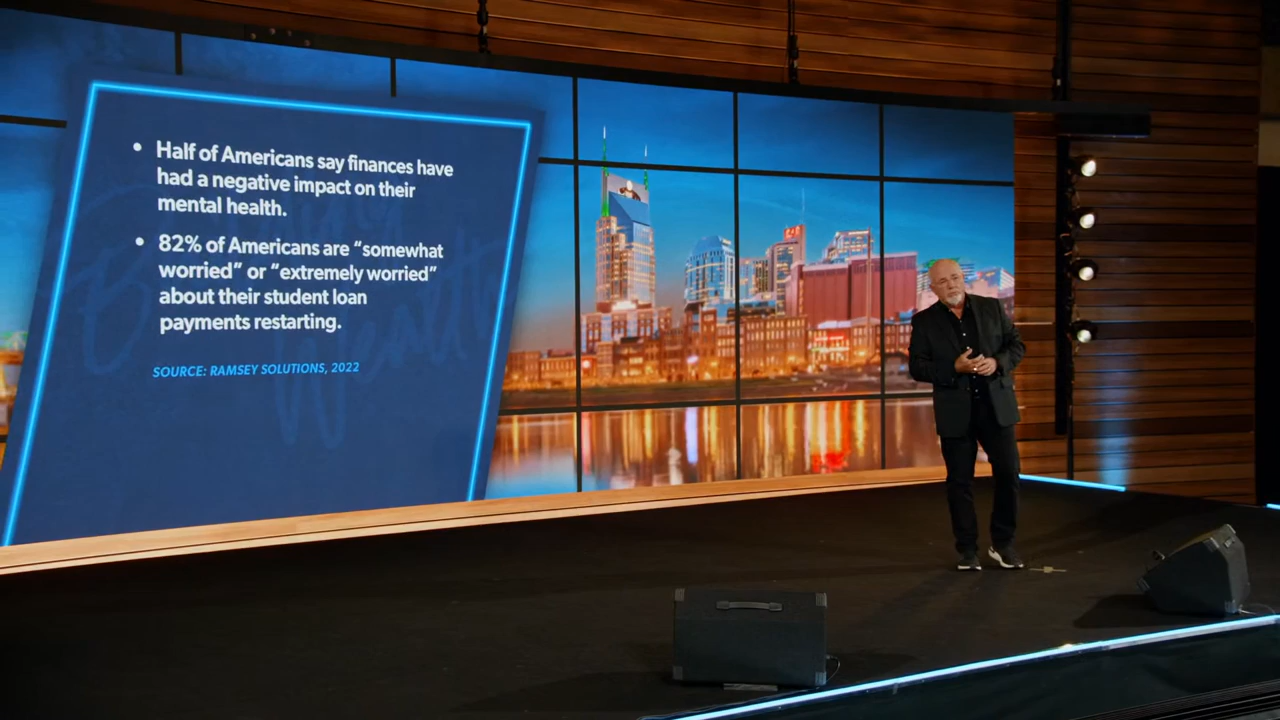 • Half of Americans say finances have
had a negative impact on their
mental health.
• 82% of Americans are “somewhat
worried” or “extremely worried”
about their student loan
payments restarting.
SOURCE: RAMSEY SOLUTIONS, 2022